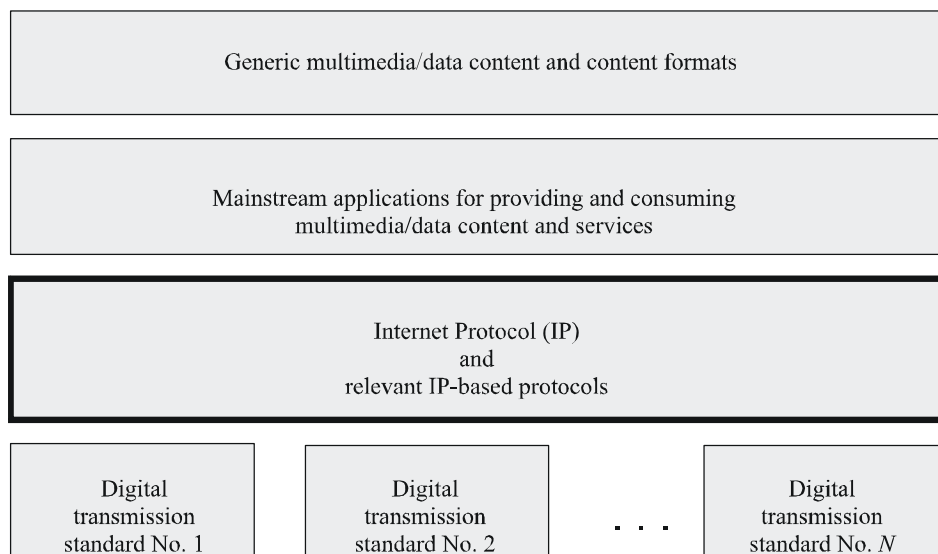 Generic multimedia/data content and content formats
Mainstream applications for providing and consuming
multimedia/data content and services
Internet Protocol (IP)
and
relevant IP-based protocols
Digital
transmission
standard No. 1
Digital
transmission
standard No. 2
. . .
Digital
transmission
standard No. N